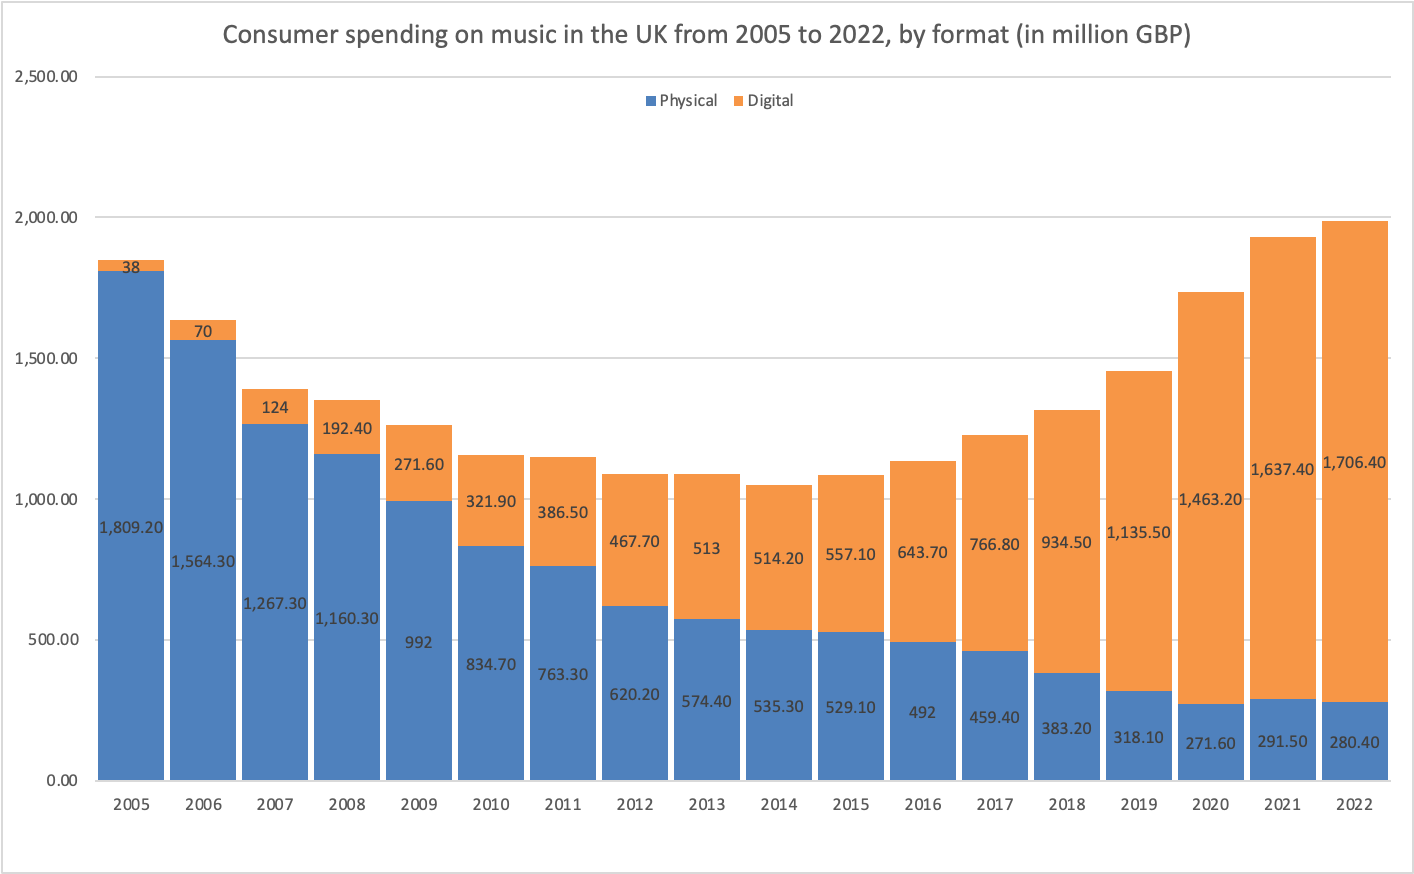 Consumer spending on music in the UK from 2005 to 2022, by format (in million GBP)
2,500.00
Physical Digital
2,000.00
1,500.00
1,000.00
500.00
0.00
38 70 124 192.40 271.60 321.90 386.50 467.70 513 514.20 557.10 643.70 766.80 934.50 1,135.50 1,463.20 1,637.40 1,706.40
1,809.20 1,564.30 1,267.30 1,160.30 992 834.70 763.30 620.20 574.40 535.30 529.10 492 459.40 383.20 318.10 271.60 291.50 280.40
2005 2006 2007 2008 2009 2010 2011 2012 2013 2014 2015 2016 2017 2018 2019 2020 2021 2022